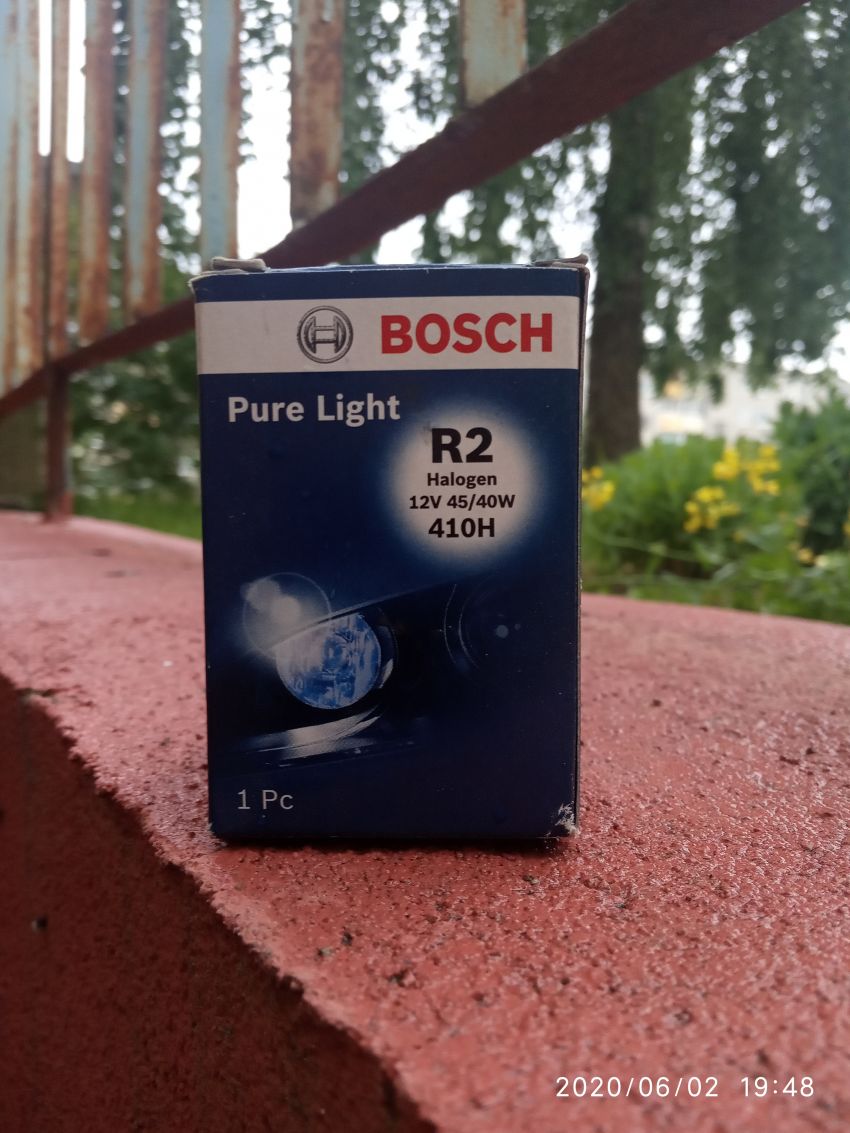 BOSCH
Pure Light
R2
Halogen
12V 45/40W
410H
1 Pc
2020/06/02 19:48